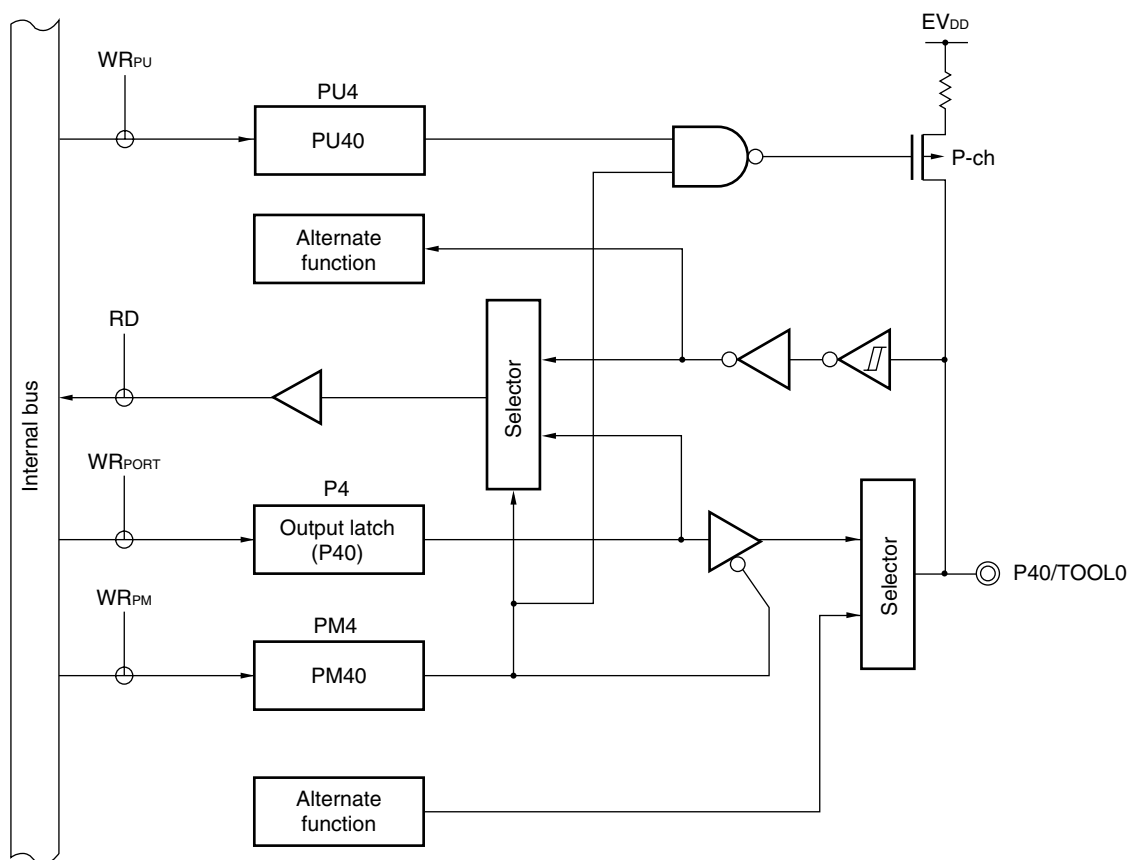 EVDD
WRPU
PU4
PU40
P-ch
Alternate
function
RD
Selector
Internal bus
WRPORT
P4
Output latch
(P40)
Selector
P40/TOOL0
WRPM
PM4
PM40
Alternate
function